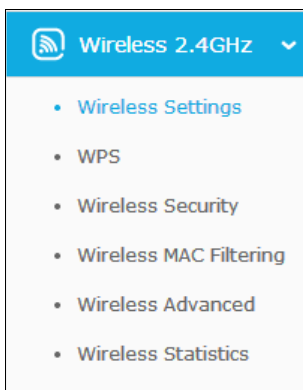 Wireless 2.4GHz
Wireless Settings
WPS
Wireless Security
Wireless MAC Filtering
Wireless Advanced
Wireless Statistics